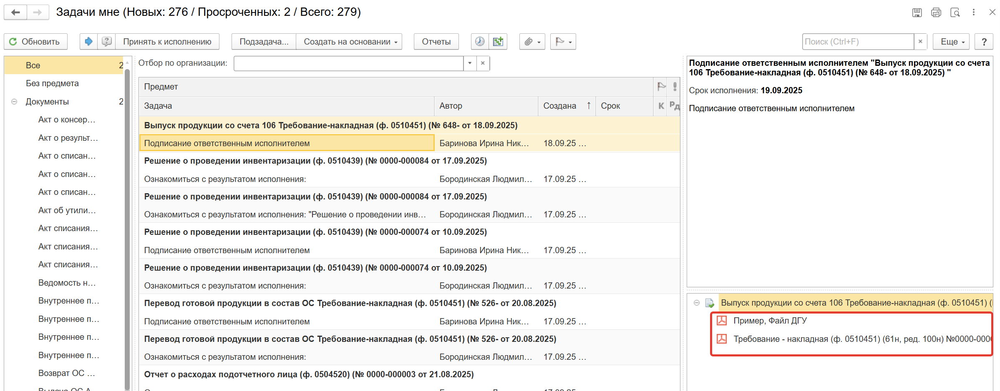 Задачи мне (Новых: 276 / Просроченных: 2 / Всего: 279)
Обновить
Принять к исполнению
Подзадача...
Создать на основании
Отчеты
Поиск (Ctrl+F)
×
Еще
?
Все 2
Без предмета
Документы 2
Акт о консер…
Акт о результ…
Акт о списан…
Акт о списан…
Акт о списан…
Акт об утили…
Акт списания…
Акт списания…
Акт списания…
Ведомость н…
Внутреннее п…
Внутреннее п…
Внутреннее п…
Внутреннее п…
Возврат ОС …
Отбор по организации:
Предмет
Задача Автор Создана ↑ Срок К РД
Выпуск продукции со счета 106 Требование-накладная (ф. 0510451) (№ 648- от 18.09.2025)
Подписание ответственным исполнителем Баринова Ирина Ник… 18.09.25 …
Решение о проведении инвентаризации (ф. 0510439) (№ 0000-000084 от 17.09.2025)
Ознакомиться с результатом исполнения: Бородинская Людмил… 17.09.25 …
Решение о проведении инвентаризации (ф. 0510439) (№ 0000-000084 от 17.09.2025)
Ознакомиться с результатом исполнения: "Решение о проведении инв… Бородинская Людмил… 17.09.25 …
Решение о проведении инвентаризации (ф. 0510439) (№ 0000-000074 от 10.09.2025)
Подписание ответственным исполнителем Баринова Ирина Ник… 17.09.25 …
Решение о проведении инвентаризации (ф. 0510439) (№ 0000-000074 от 10.09.2025)
Ознакомиться с результатом исполнения: Бородинская Людмил… 17.09.25 …
Перевод готовой продукции в состав ОС Требование-накладная (ф. 0510451) (№ 526- от 20.08.2025)
Подписание ответственным исполнителем Баринова Ирина Ник… 17.09.25 …
Перевод готовой продукции в состав ОС Требование-накладная (ф. 0510451) (№ 526- от 20.08.2025)
Ознакомиться с результатом исполнения: Бородинская Людмил… 17.09.25 …
Отчет о расходах подотчетного лица (ф. 0504520) (№ 0000-000003 от 21.08.2025)
Подписание ответственным исполнителем "Выпуск продукции со счета
106 Требование-накладная (ф. 0510451) (№ 648- от 18.09.2025) "
Срок исполнения: 19.09.2025
Подписание ответственным исполнителем
Выпуск продукции со счета 106 Требование-накладная (ф. 0510451) (
Пример, Файл ДГУ
Требование - накладная (ф. 0510451) (61н, ред. 100н) №0000-000